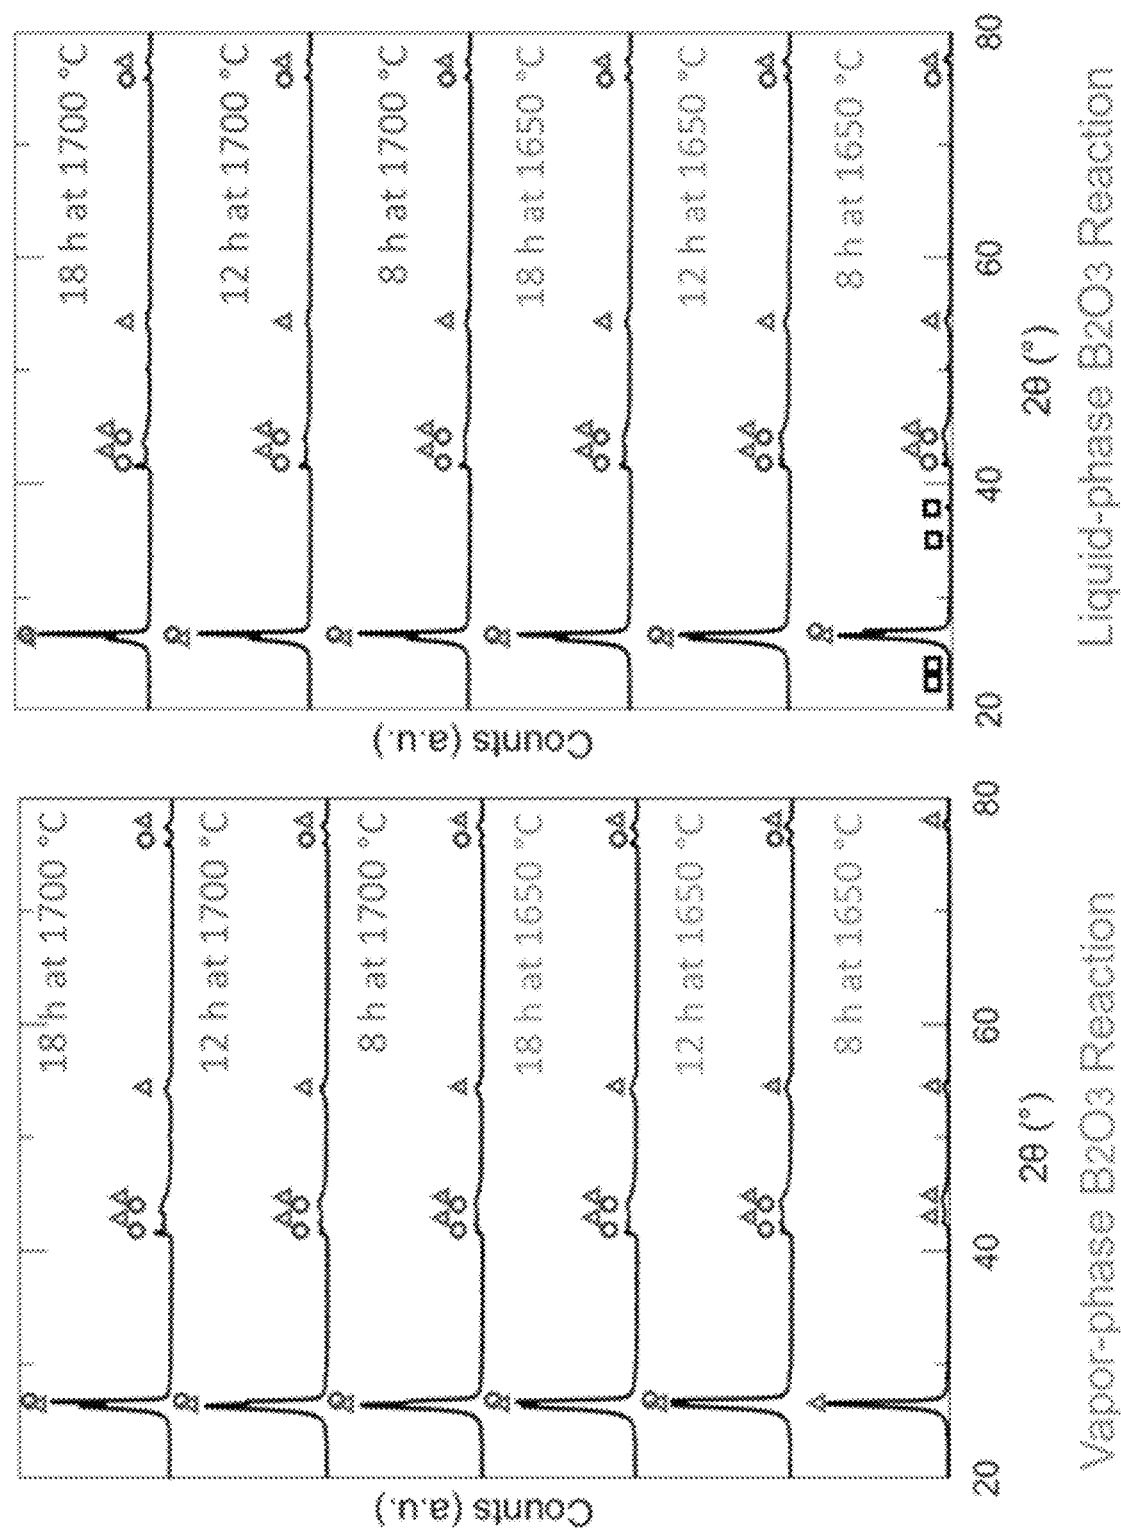 Counts (a.u.)
18 h at 1700 °C
12 h at 1700 °C
8 h at 1700 °C
18 h at 1650 °C
12 h at 1650 °C
8 h at 1650 °C
20
40
60
80
2θ (°)
Vapor-phase B2O3 Reaction
Counts (a.u.)
18 h at 1700 °C
12 h at 1700 °C
8 h at 1700 °C
18 h at 1650 °C
12 h at 1650 °C
8 h at 1650 °C
20
40
60
80
2θ (°)
Liquid-phase B2O3 Reaction